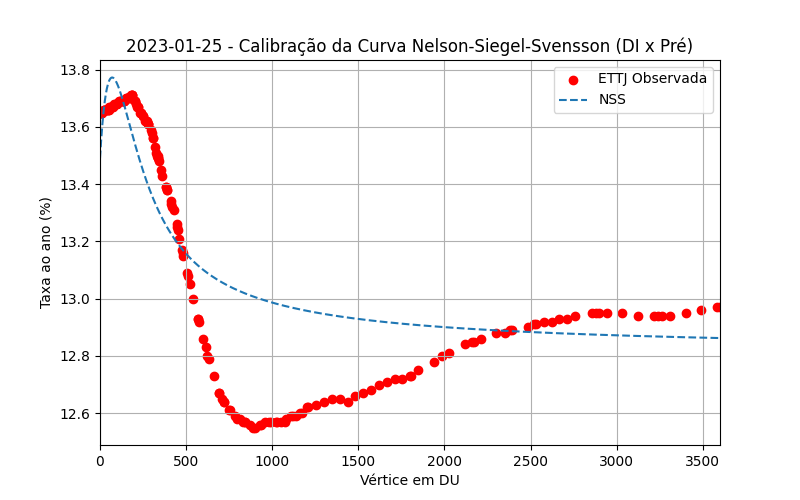 2023-01-25 - Calibração da Curva Nelson-Siegel-Svensson (DI x Pré)
ETTJ Observada
NSS
Taxa ao ano (%)
13.8
13.6
13.4
13.2
13.0
12.8
12.6
0 500 1000 1500 2000 2500 3000 3500
Vértice em DU